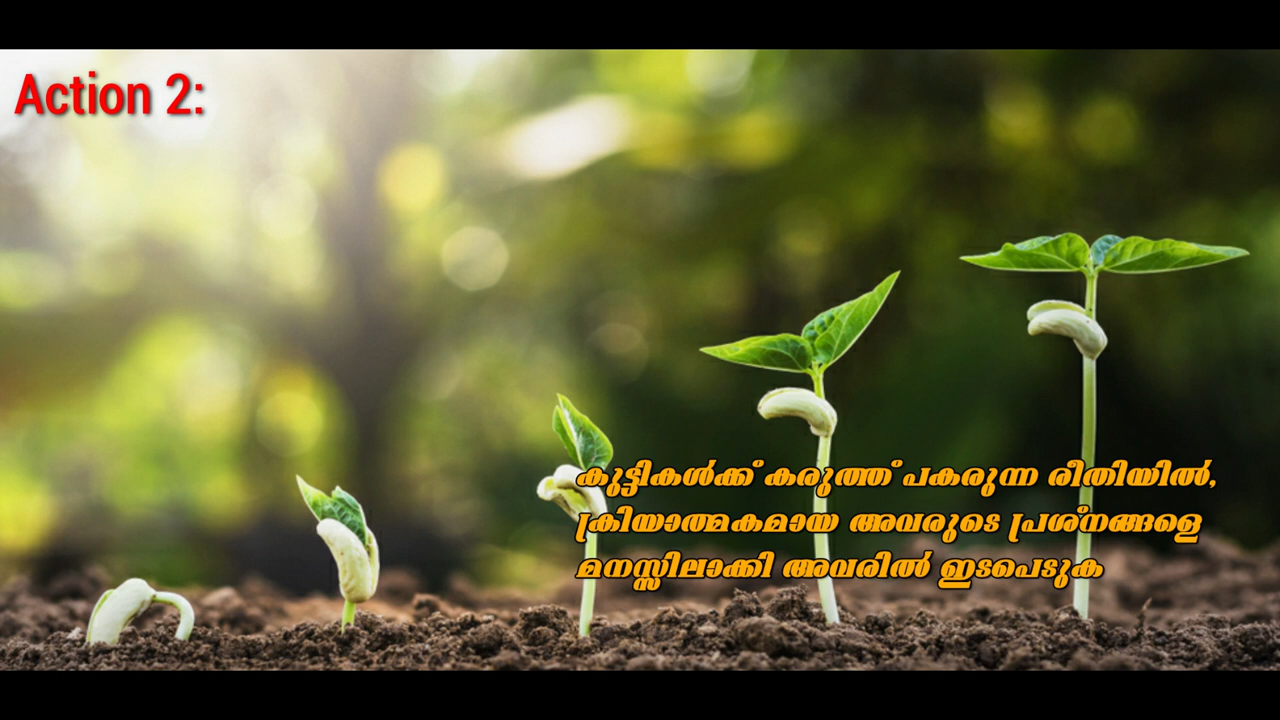 Action 2:
കുട്ടികൾക്ക് കരുത്ത് പകരുന്ന രീതിയിൽ,
ക്രിയാത്മകമായ അവരുടെ പ്രശ്നങ്ങളെ
മനസ്സിലാക്കി അവരിൽ ഇടപെടുക